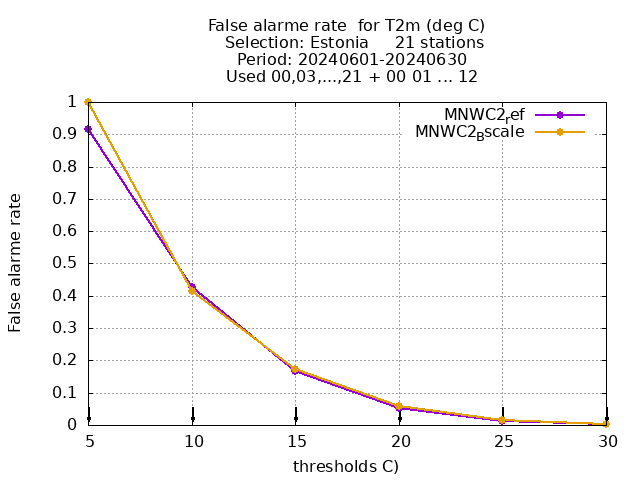 False alarme rate  for T2m (deg C)
Selection: Estonia     21 stations
Period: 20240601-20240630
Used 00,03,...,21 + 00 01 ... 12
MNWC2ref
MNWC2Bscale
False alarme rate
1
0.9
0.8
0.7
0.6
0.5
0.4
0.3
0.2
0.1
0
5 10 15 20 25 30
thresholds C)